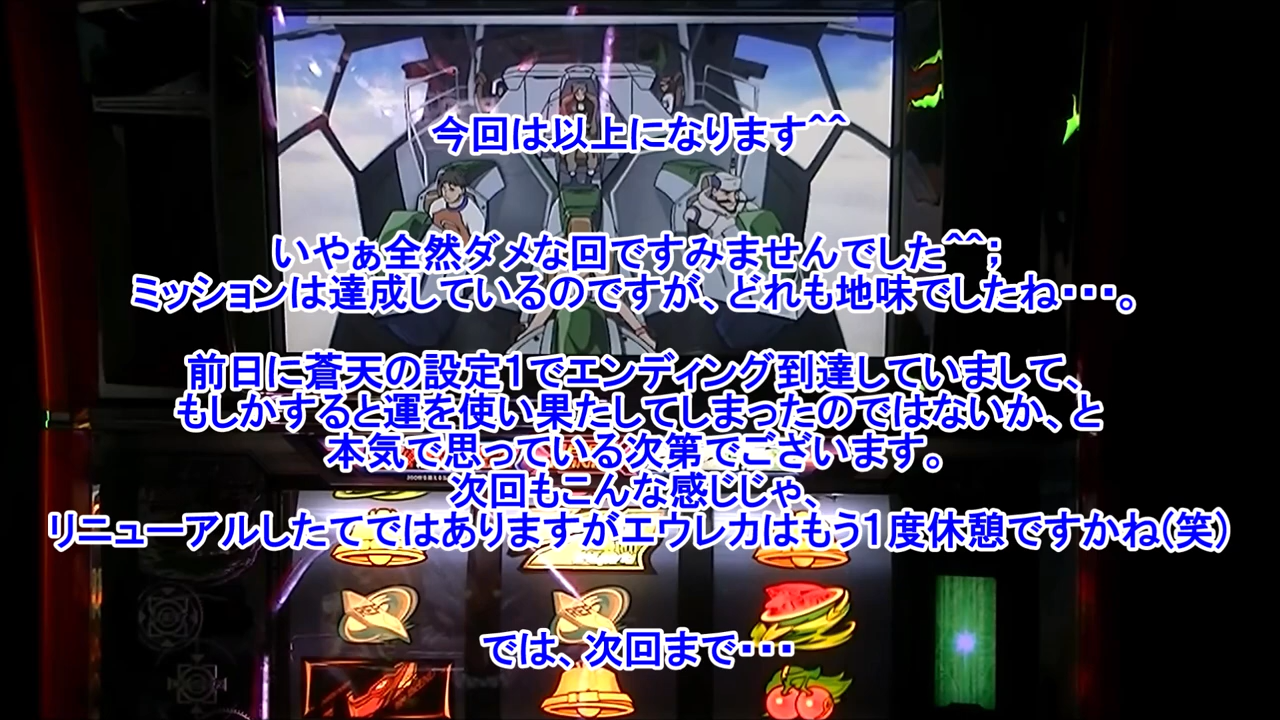 今回は以上になります^^
いやぁ全然ダメな回ですみませんでした^^;
ミッションは達成しているのですが、どれも地味でしたね・・・。
前日に蒼天の設定1でエンディング到達していまして、
もしかすると運を使い果たしてしまったのではないか、と
本気で思っている次第でございます。
次回もこんな感じじゃ、
リニューアルしたてではありますがエウレカはもう1度休憩ですかね(笑)
では、次回まで・・・